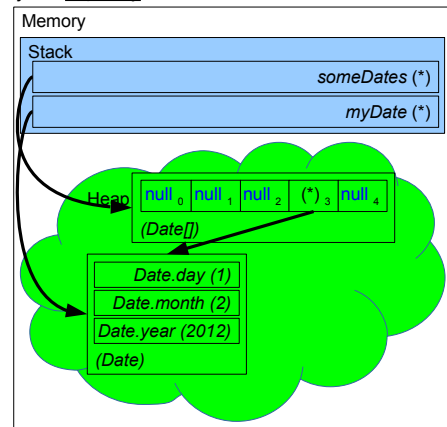 Memory
Stack
someDates (*)
myDate (*)
Heap
null 0 null 1 null 2 (*) 3 null 4
(Date[])
Date.day (1)
Date.month (2)
Date.year (2012)
(Date)